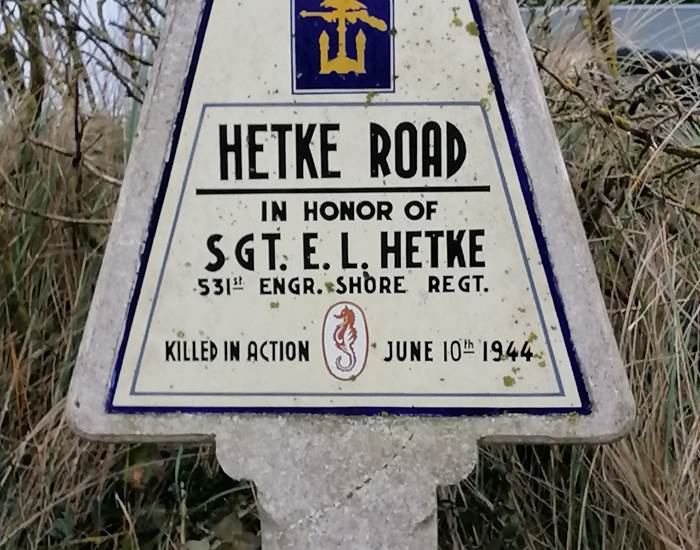 HETKE ROAD
IN HONOR OF
SGT. E. L. HETKE
531st ENGR. SHORE REGT.
KILLED IN ACTION JUNE 10th 1944